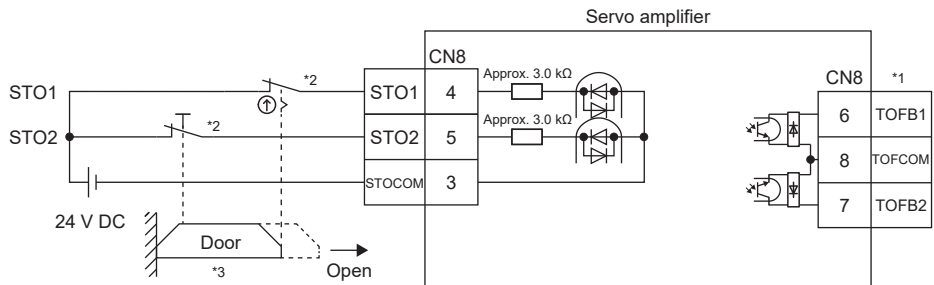 Servo amplifier
CN8
CN8 *1
STO1 *2 STO1 4 Approx. 3.0 kΩ
6 TOFB1
STO2 *2 STO2 5 Approx. 3.0 kΩ
8 TOFCOM
STOCOM 3
7 TOFB2
24 V DC
Door
*3
Open